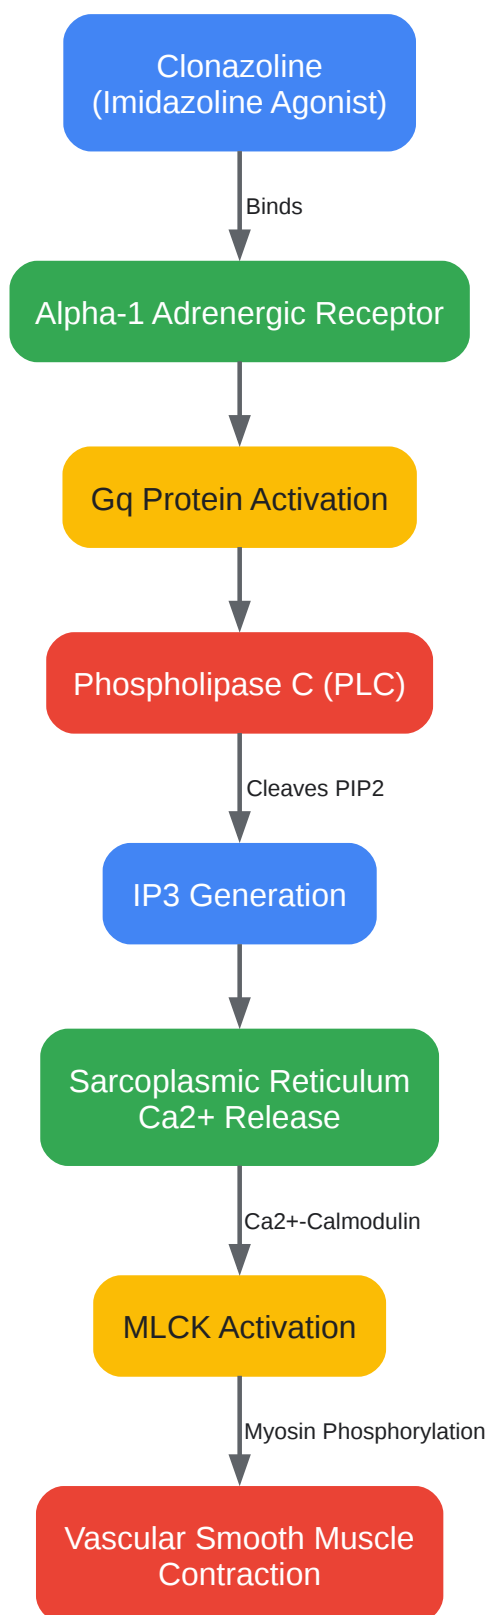 Clonazoline
(Imidazoline Agonist)
Binds
Alpha-1 Adrenergic Receptor
Gq Protein Activation
Phospholipase C (PLC)
Cleaves PIP2
IP3 Generation
Sarcoplasmic Reticulum
Ca2+ Release
Ca2+-Calmodulin
MLCK Activation
Myosin Phosphorylation
Vascular Smooth Muscle
Contraction